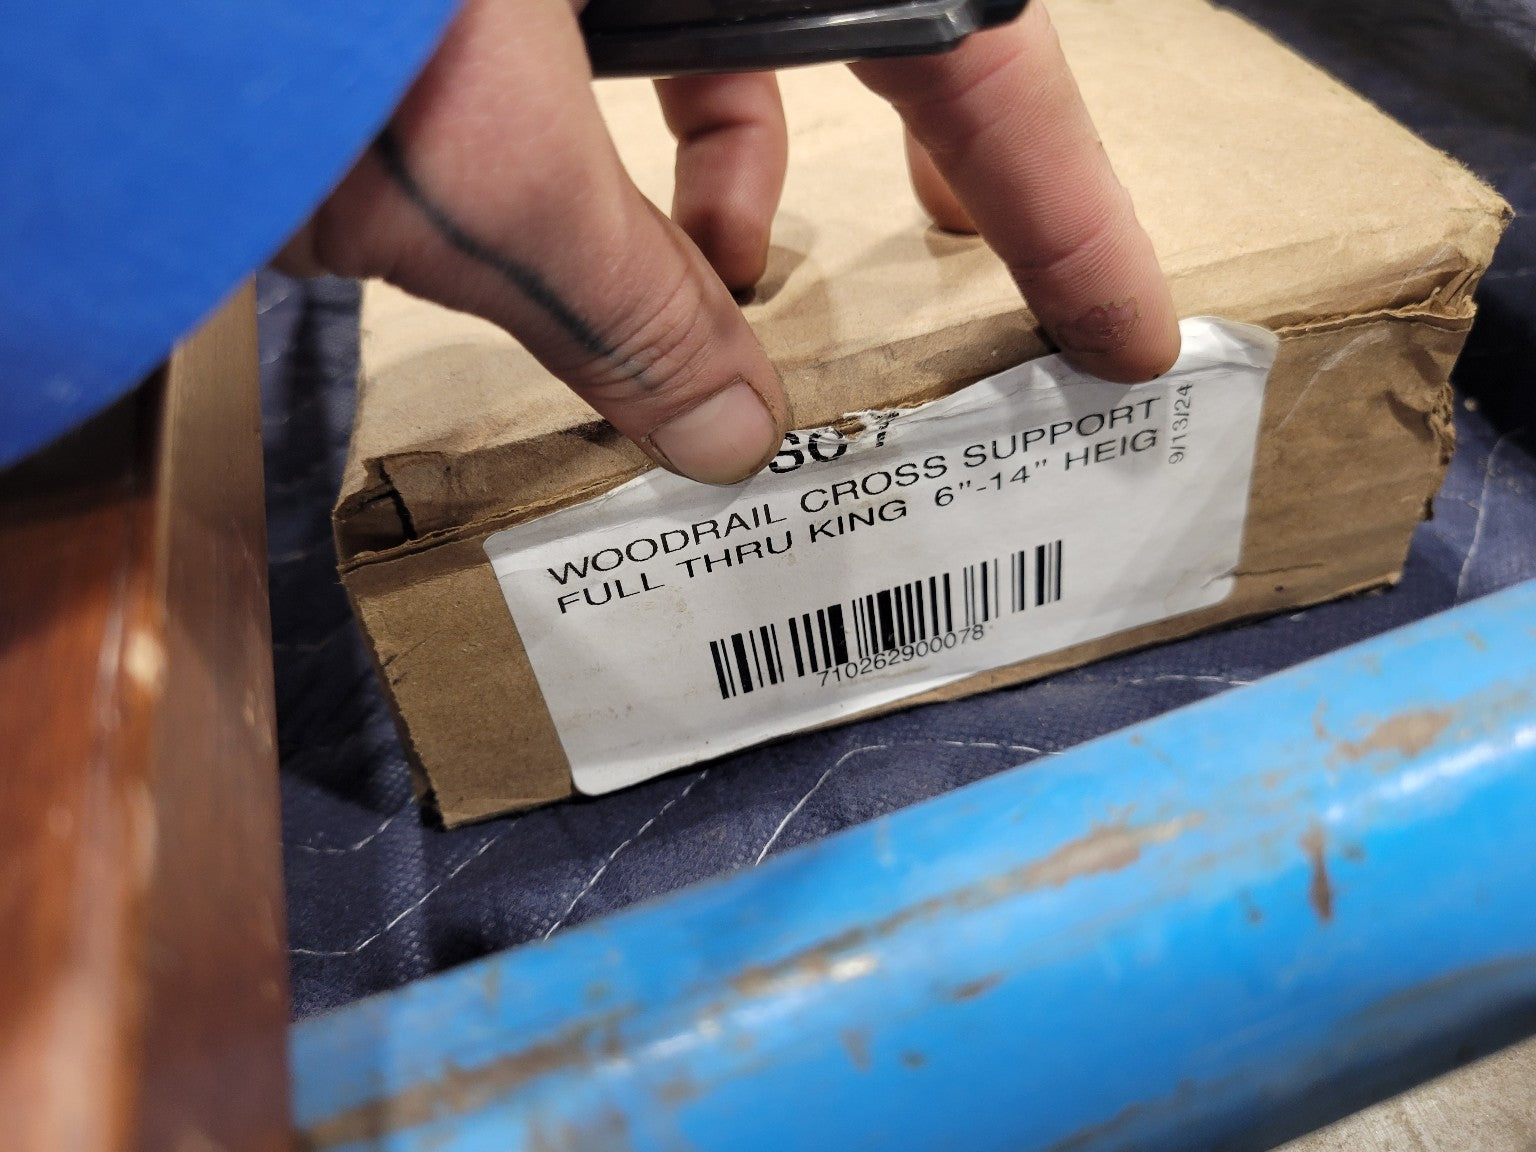 WOODRAIL CROSS SUPPORT
FULL THRU KING 6"-14" HEIG
9/13/24
710262900078